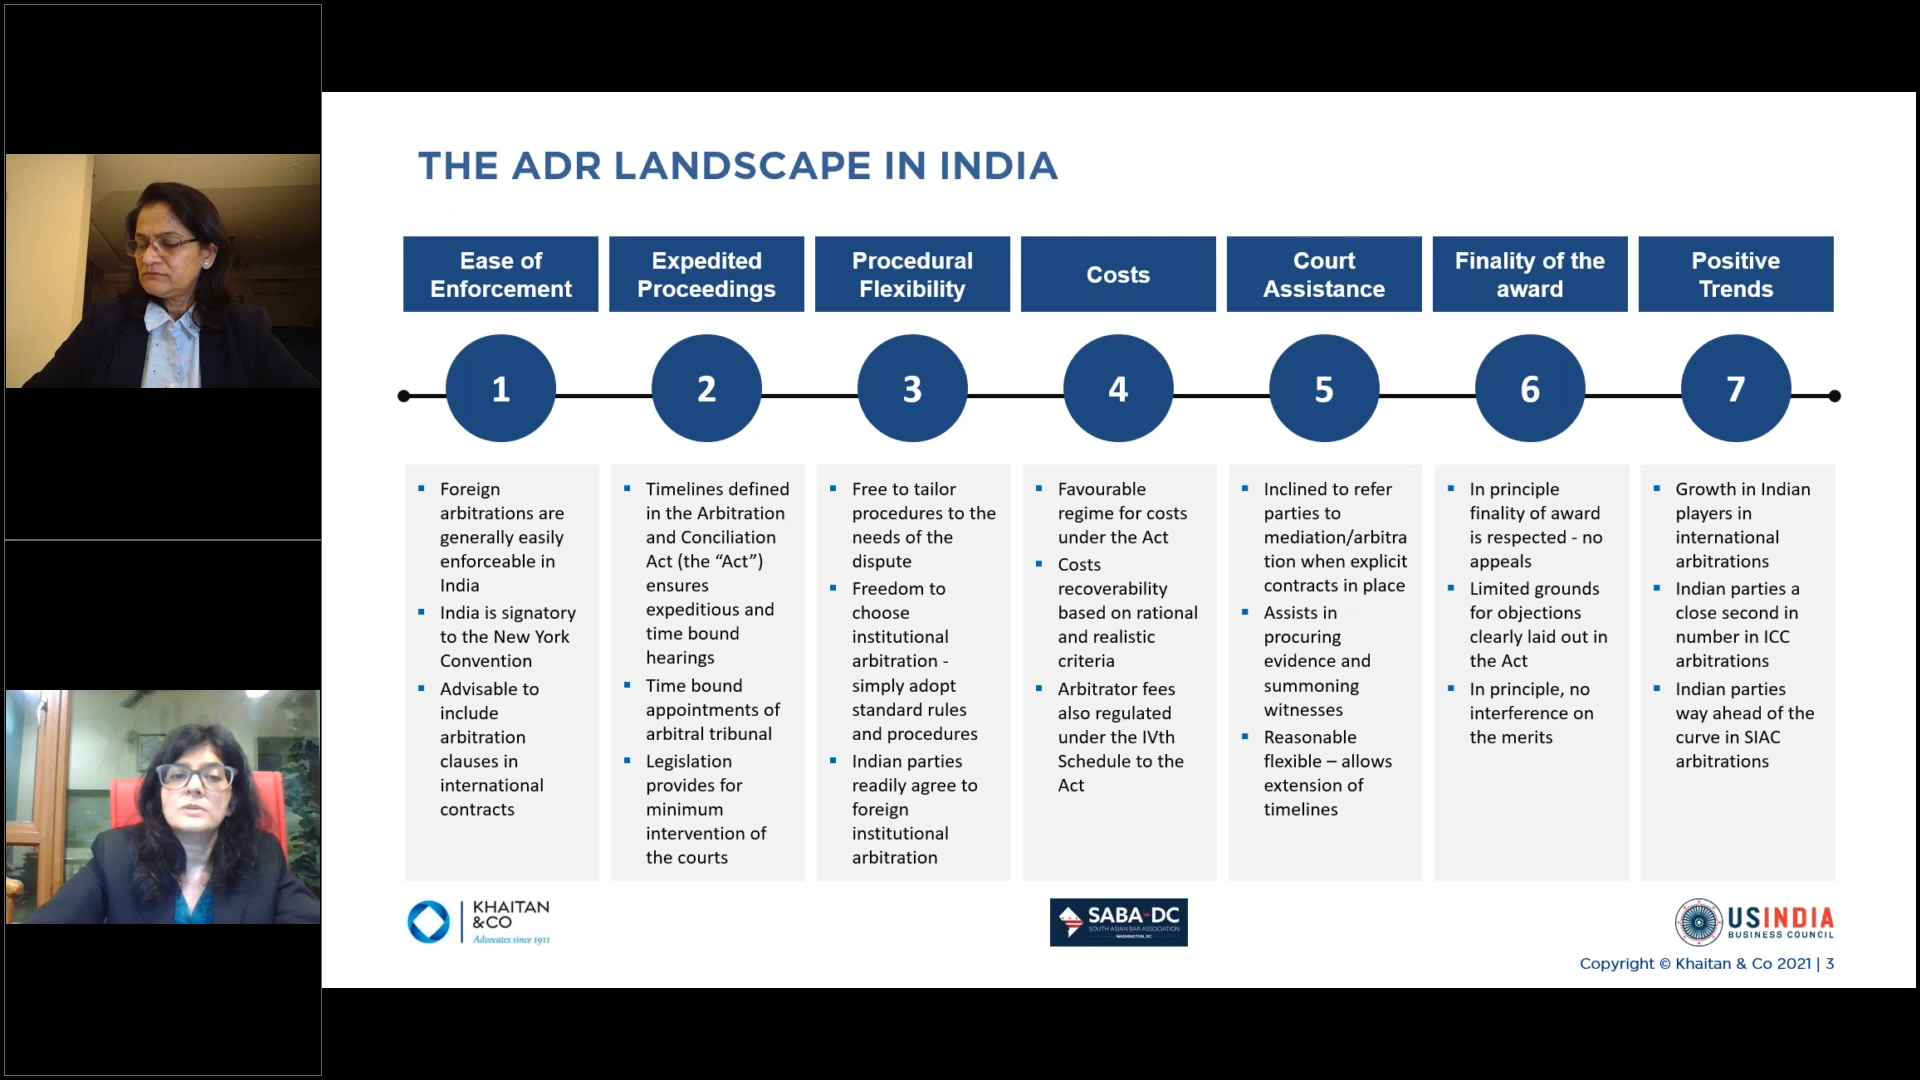 THE ADR LANDSCAPE IN INDIA
Ease of
Enforcement
Expedited
Proceedings
Procedural
Flexibility
Costs
Court
Assistance
Finality of the
award
Positive
Trends
1
2
3
4
5
6
7
Foreign
arbitrations are
generally easily
enforceable in
India
India is signatory
to the New York
Convention
Advisable to
include
arbitration
clauses in
international
contracts
Timelines defined
in the Arbitration
and Conciliation
Act (the “Act”)
ensures
expeditious and
time bound
hearings
Time bound
appointments of
arbitral tribunal
Legislation
provides for
minimum
intervention of
the courts
Free to tailor
procedures to the
needs of the
dispute
Freedom to
choose
institutional
arbitration -
simply adopt
standard rules
and procedures
Indian parties
readily agree to
foreign
institutional
arbitration
Favourable
regime for costs
under the Act
Costs
recoverability
based on rational
and realistic
criteria
Arbitrator fees
also regulated
under the IVth
Schedule to the
Act
Inclined to refer
parties to
mediation/arbitra
tion when explicit
contracts in place
Assists in
procuring
evidence and
summoning
witnesses
Reasonable
flexible – allows
extension of
timelines
In principle
finality of award
is respected - no
appeals
Limited grounds
for objections
clearly laid out in
the Act
In principle, no
interference on
the merits
Growth in Indian
players in
international
arbitrations
Indian parties a
close second in
number in ICC
arbitrations
Indian parties
way ahead of the
curve in SIAC
arbitrations
KHAITAN
&CO
Advocates since 1911
SABA-DC
SOUTH ASIAN BAR ASSOCIATION
WASHINGTON, DC
USINDIA
BUSINESS COUNCIL
Copyright © Khaitan & Co 2021 | 3